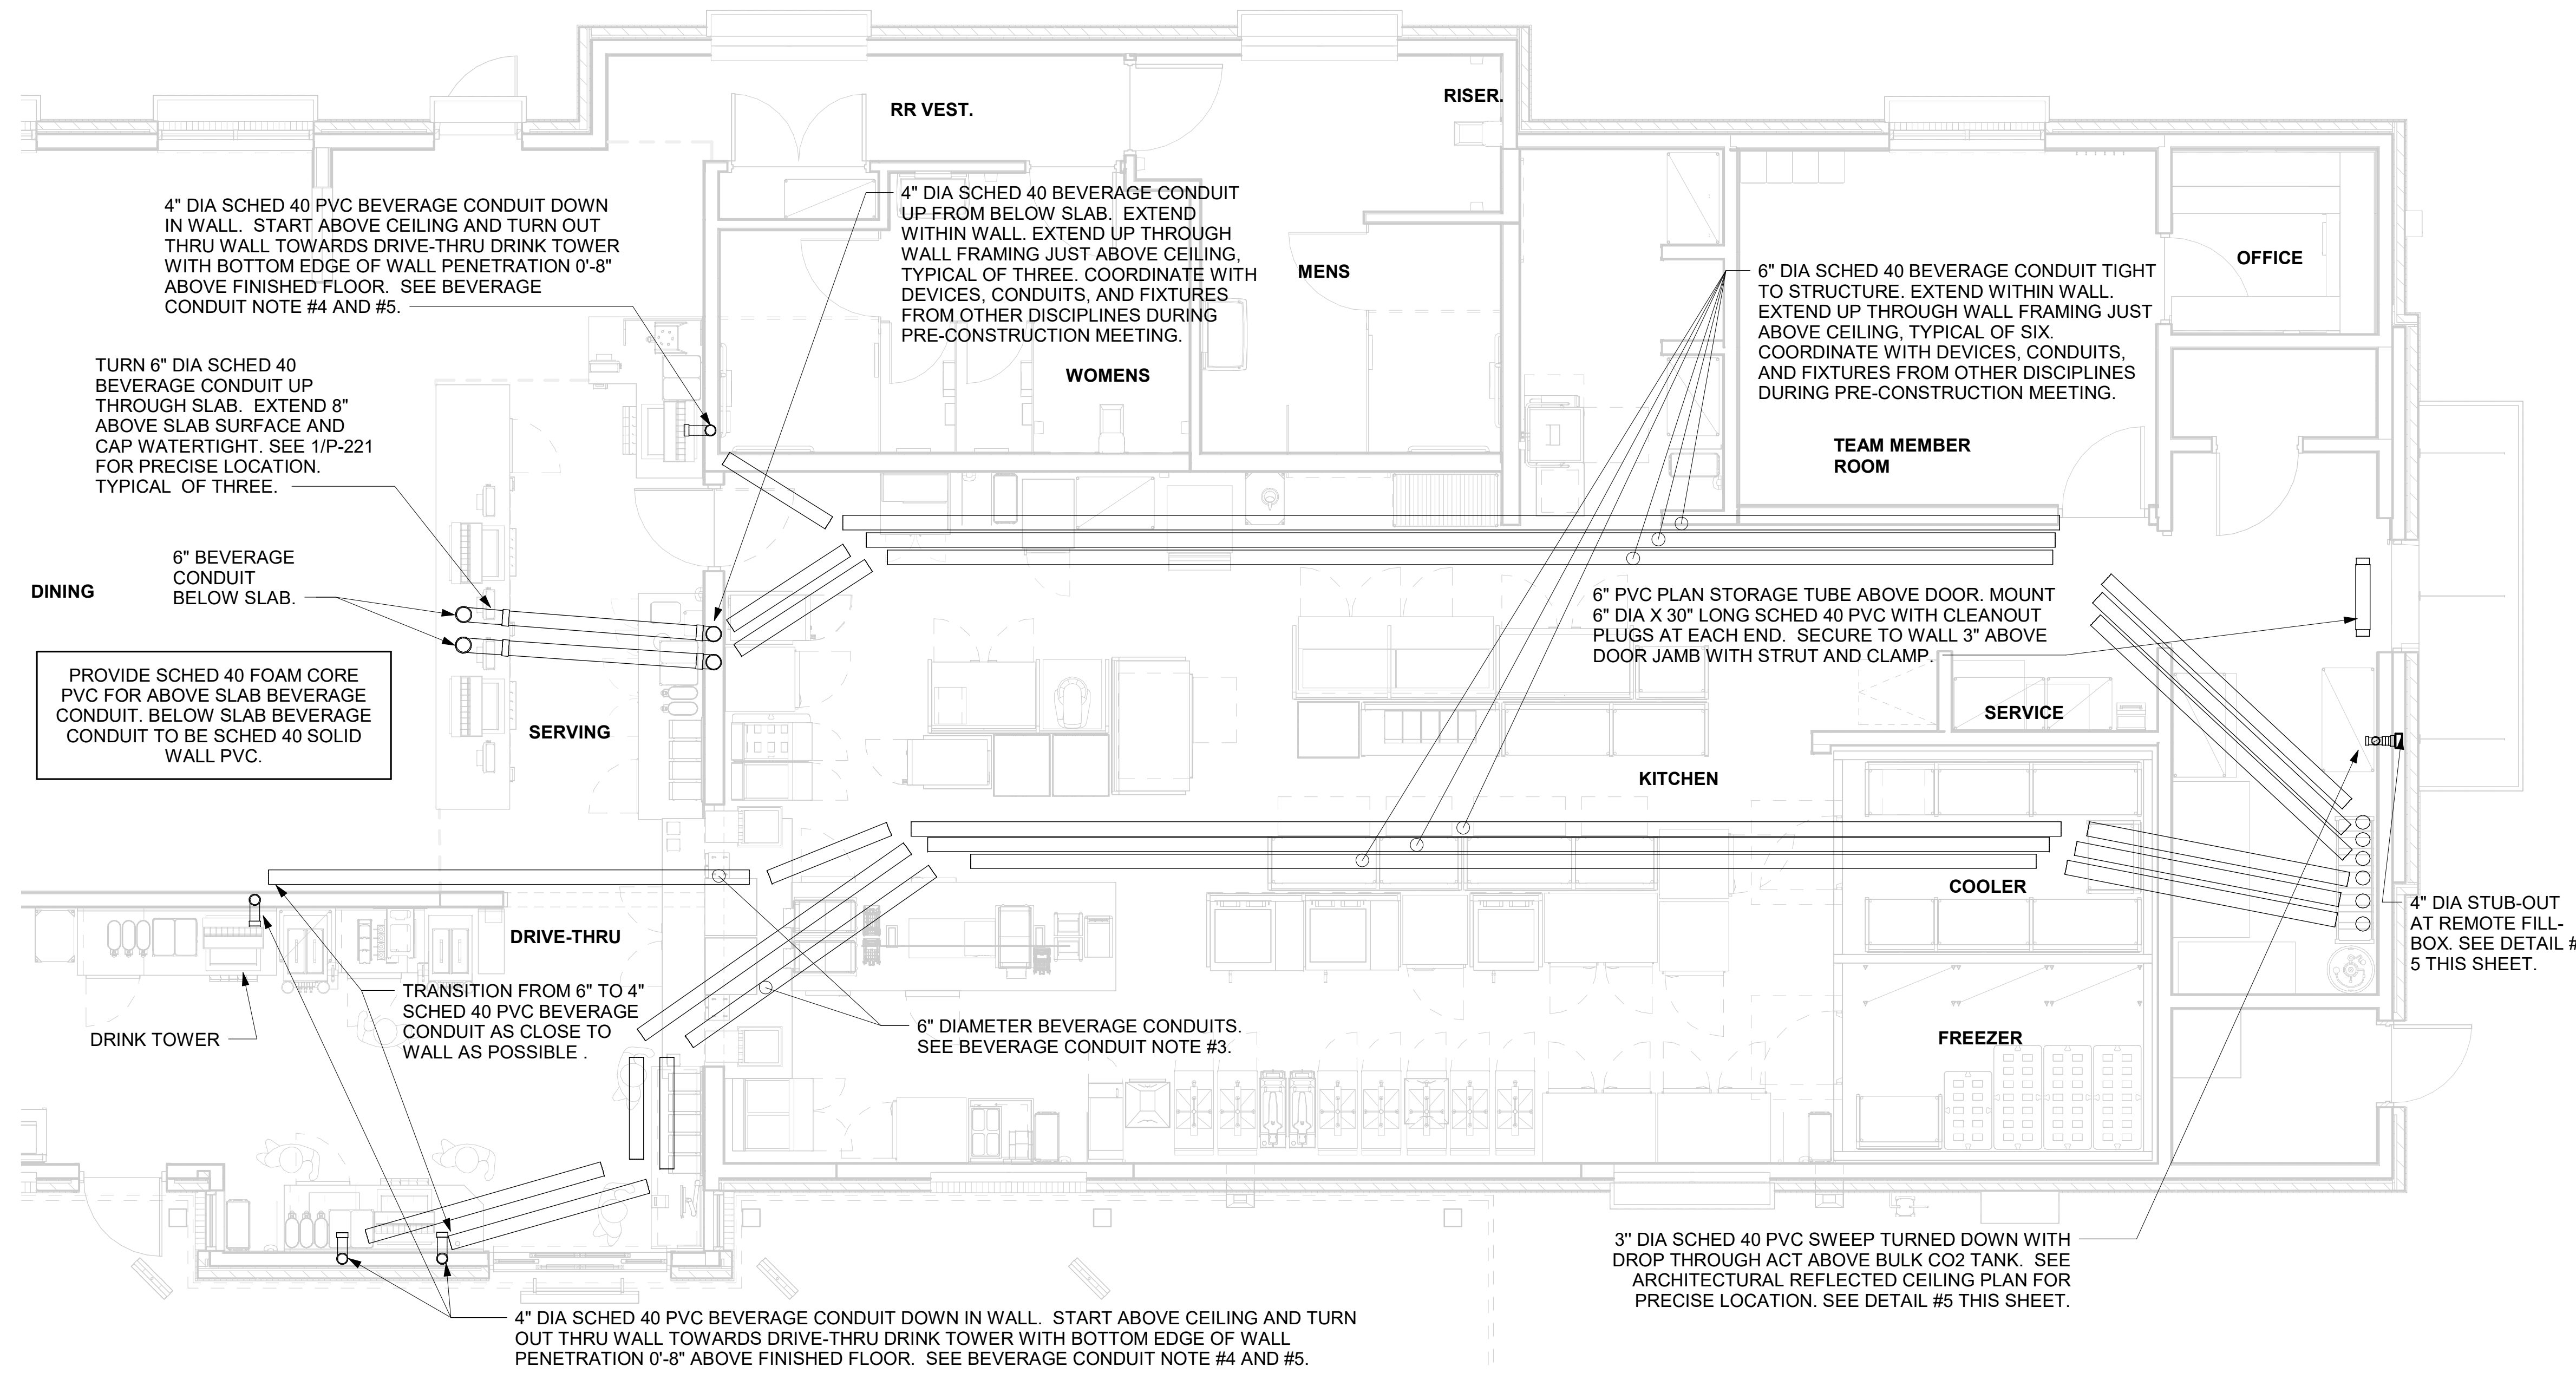 RR VEST.
RISER.
4" DIA SCHED 40 PVC BEVERAGE CONDUIT DOWN
IN WALL. START ABOVE CEILING AND TURN OUT
THRU WALL TOWARDS DRIVE-THRU DRINK TOWER
WITH BOTTOM EDGE OF WALL PENETRATION 0'-8"
ABOVE FINISHED FLOOR. SEE BEVERAGE
CONDUIT NOTE #4 AND #5.
4" DIA SCHED 40 BEVERAGE CONDUIT
UP FROM BELOW SLAB. EXTEND
WITHIN WALL. EXTEND UP THROUGH
WALL FRAMING JUST ABOVE CEILING,
TYPICAL OF THREE. COORDINATE WITH
DEVICES, CONDUITS, AND FIXTURES
FROM OTHER DISCIPLINES DURING
PRE-CONSTRUCTION MEETING.
MENS
WOMENS
6" DIA SCHED 40 BEVERAGE CONDUIT TIGHT
TO STRUCTURE. EXTEND WITHIN WALL.
EXTEND UP THROUGH WALL FRAMING JUST
ABOVE CEILING, TYPICAL OF SIX.
COORDINATE WITH DEVICES, CONDUITS,
AND FIXTURES FROM OTHER DISCIPLINES
DURING PRE-CONSTRUCTION MEETING.
OFFICE
TEAM MEMBER
ROOM
TURN 6" DIA SCHED 40
BEVERAGE CONDUIT UP
THROUGH SLAB. EXTEND 8"
ABOVE SLAB SURFACE AND
CAP WATERTIGHT. SEE 1/P-221
FOR PRECISE LOCATION.
TYPICAL OF THREE.
6" BEVERAGE
CONDUIT
BELOW SLAB.
DINING
PROVIDE SCHED 40 FOAM CORE
PVC FOR ABOVE SLAB BEVERAGE
CONDUIT. BELOW SLAB BEVERAGE
CONDUIT TO BE SCHED 40 SOLID
WALL PVC.
SERVING
6" PVC PLAN STORAGE TUBE ABOVE DOOR. MOUNT
6" DIA X 30" LONG SCHED 40 PVC WITH CLEANOUT
PLUGS AT EACH END. SECURE TO WALL 3" ABOVE
DOOR JAMB WITH STRUT AND CLAMP.
SERVICE
KITCHEN
COOLER
4" DIA STUB-OUT
AT REMOTE FILL-
BOX. SEE DETAIL #
5 THIS SHEET.
DRIVE-THRU
TRANSITION FROM 6" TO 4"
SCHED 40 PVC BEVERAGE
CONDUIT AS CLOSE TO
WALL AS POSSIBLE .
DRINK TOWER
6" DIAMETER BEVERAGE CONDUITS.
SEE BEVERAGE CONDUIT NOTE #3.
FREEZER
3" DIA SCHED 40 PVC SWEEP TURNED DOWN WITH
DROP THROUGH ACT ABOVE BULK CO2 TANK. SEE
ARCHITECTURAL REFLECTED CEILING PLAN FOR
PRECISE LOCATION. SEE DETAIL #5 THIS SHEET.
4" DIA SCHED 40 PVC BEVERAGE CONDUIT DOWN IN WALL. START ABOVE CEILING AND TURN
OUT THRU WALL TOWARDS DRIVE-THRU DRINK TOWER WITH BOTTOM EDGE OF WALL
PENETRATION 0'-8" ABOVE FINISHED FLOOR. SEE BEVERAGE CONDUIT NOTE #4 AND #5.